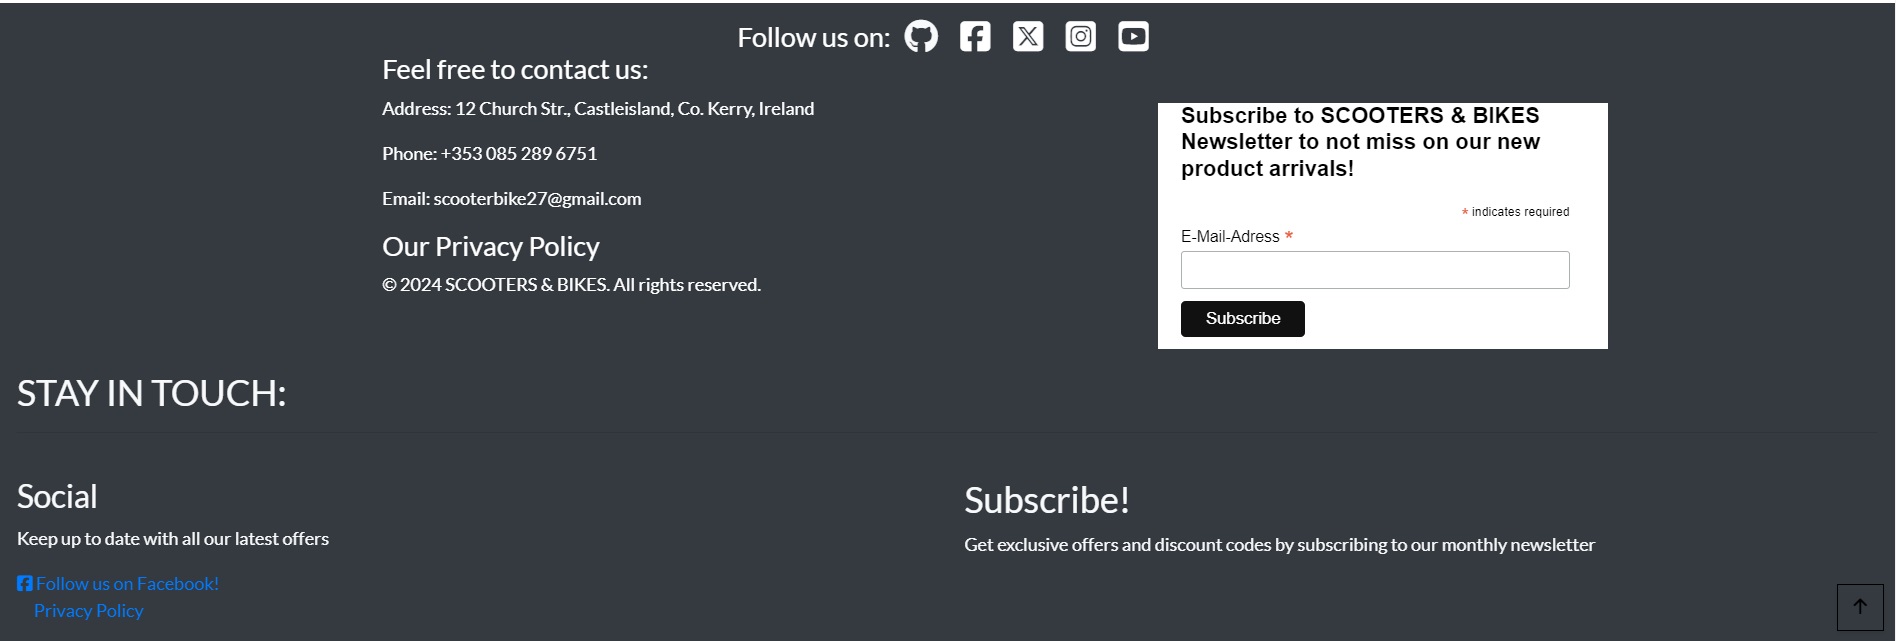 Follow us on:
Feel free to contact us:
Address: 12 Church Str., Castleisland, Co. Kerry, Ireland
Phone: +353 085 289 6751
Email: scooterbike27@gmail.com
Our Privacy Policy
© 2024 SCOOTERS & BIKES. All rights reserved.
Subscribe to SCOOTERS & BIKES
Newsletter to not miss on our new
product arrivals!
* indicates required
E-Mail-Adress *
Subscribe
STAY IN TOUCH:
Social
Keep up to date with all our latest offers
Follow us on Facebook!
Privacy Policy
Subscribe!
Get exclusive offers and discount codes by subscribing to our monthly newsletter